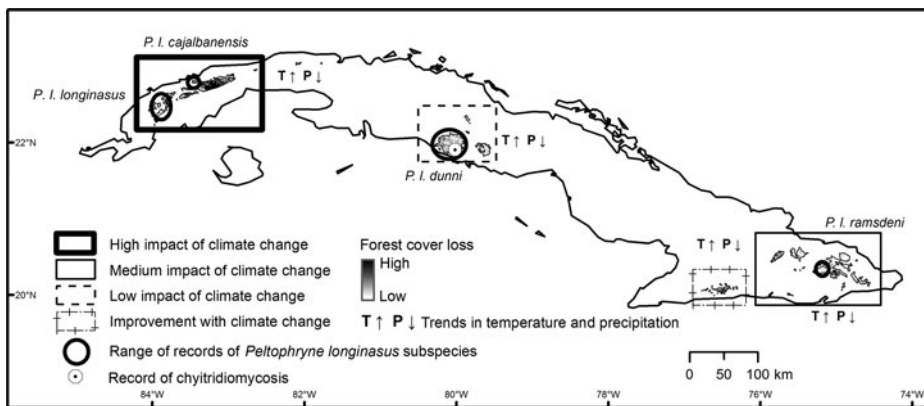 P. l. cajalbanensis
P. l. longinasus
T↑ P↓
22°N
T↑ P↓
P. l. dunni
P. l. ramsdeni
High impact of climate change
Forest cover loss
High
T↑ P↓
Medium impact of climate change
Low impact of climate change
Low
20°N
Improvement with climate change
T↑ P↓ Trends in temperature and precipitation
T↑ P↓
Range of records of Peltophryne longinasus subspecies
Record of chyitridiomycosis
0 50 100 km
84°W 82°W 80°W 78°W 76°W 74°W